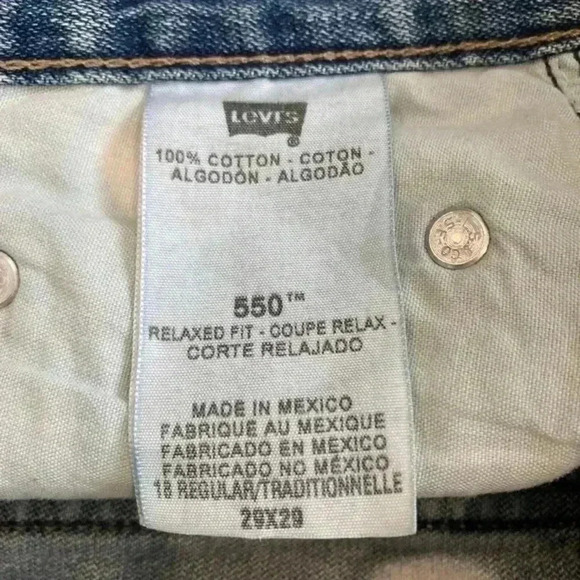 Levi's
®
100% COTTON - COTON -
ALGODÓN - ALGODÃO
550™
RELAXED FIT - COUPE RELAX -
CORTE RELAJADO
MADE IN MEXICO
FABRIQUE AU MEXIQUE
FABRICADO EN MEXICO
FABRICADO NO MÉXICO
18 REGULAR/TRADITIONNELLE
29X29